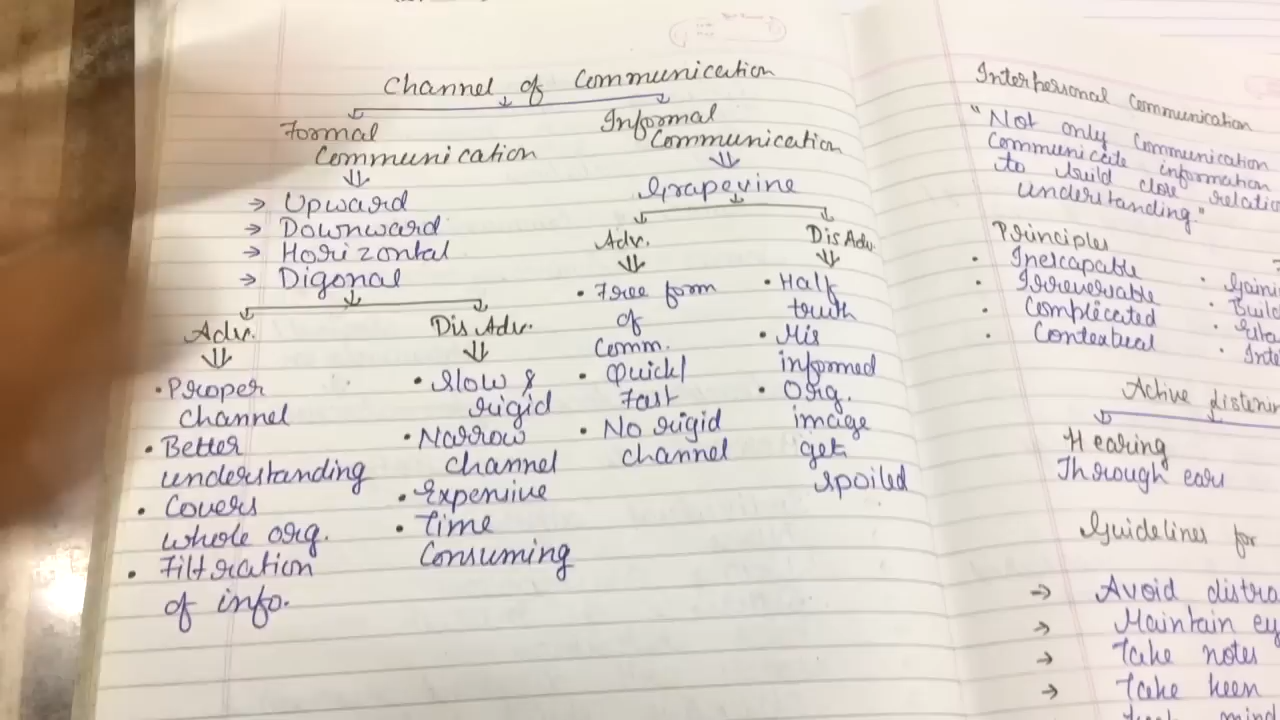 Channel of Communication
Formal
Communication
Upward
Downward
Horizontal
Digonal
Adv.
Proper
Channel
Better
understanding
Covers
whole org.
Filtration
of info.
Dis Adv.
Slow &
rigid
Narrow
channel
Expensive
Time
Consuming
Informal
Communication
Grapevine
Adv.
Free form
of
Comm.
Quick/
Fast
No rigid
channel
Dis Adv.
Half
truth
Mis
informed
Org.
image
get
spoiled
Interpersonal Communication
"Not only Communication
Communicate information
to build close
understanding."
Principles
Inescapable
Irreversible
Complicated
Contextual
Active
Hearing
Through ears
Guidelines for
Avoid
Maintain
Take notes
Take keen
mind